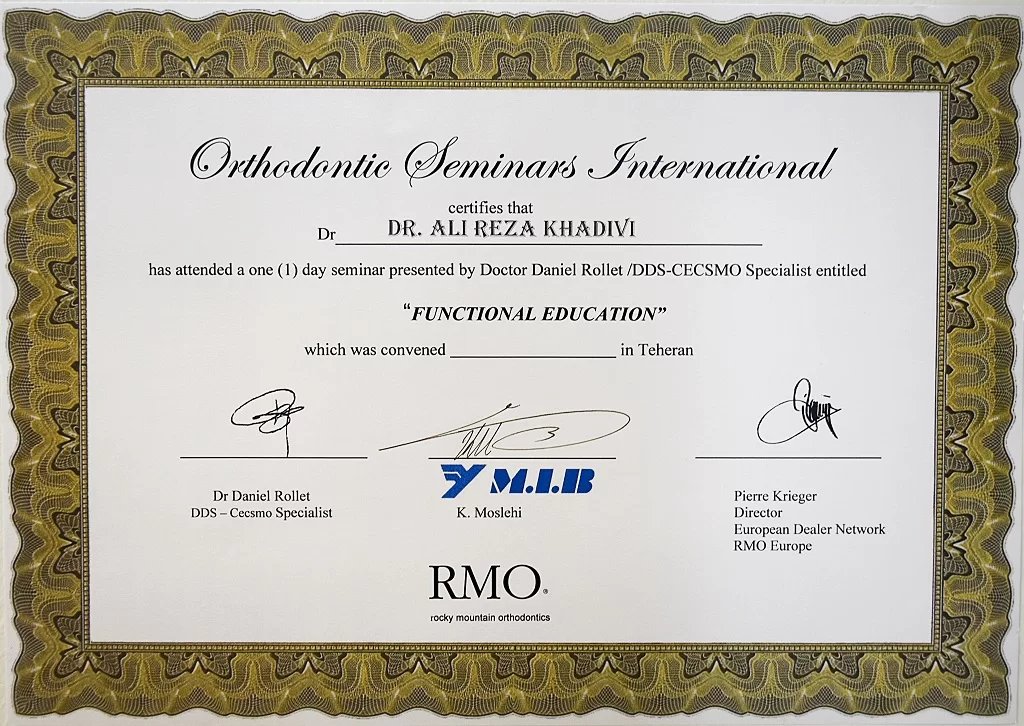 Orthodontic Seminars International
certifies that
Dr DR. ALI REZA KHADIVI
has attended a one (1) day seminar presented by Doctor Daniel Rollet /DDS-CECSMO Specialist entitled
“FUNCTIONAL EDUCATION”
which was convened ____________________ in Teheran
M.I.B
Dr Daniel Rollet
DDS – Cecsmo Specialist
K. Moslehi
Pierre Krieger
Director
European Dealer Network
RMO Europe
RMO®
rocky mountain orthodontics